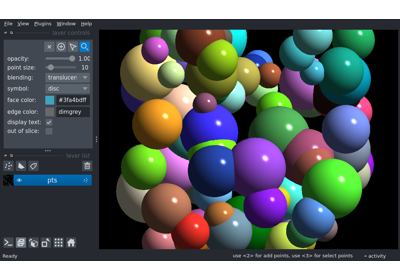 File View Plugins Window Help
layer controls
opacity: 1.00
point size: 10
blending: translucen
symbol: disc
face color: #3fa4bdff
edge color: dimgrey
display text: ✓
out of slice:
layer list
pts
use <2> for add points, use <3> for select points activity